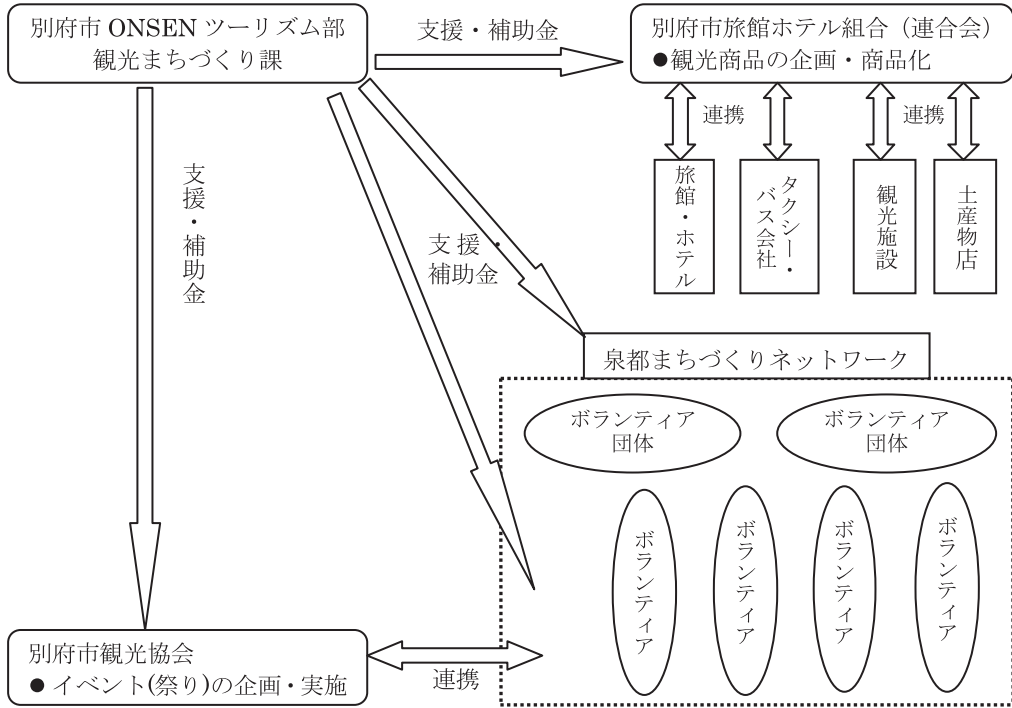 別府市 ONSEN ツーリズム部
観光まちづくり課
支援・補助金
別府市旅館ホテル組合（連合会）
●観光商品の企画・商品化
連携
連携
旅館・ホテル
タクシー・
バス会社
観光施設
土産物店
支援・補助金
支 援 ・
補助金
泉都まちづくりネットワーク
ボランティア
団体
ボランティア
団体
ボランティア
ボランティア
ボランティア
ボランティア
別府市観光協会
● イベント(祭り)の企画・実施
連携